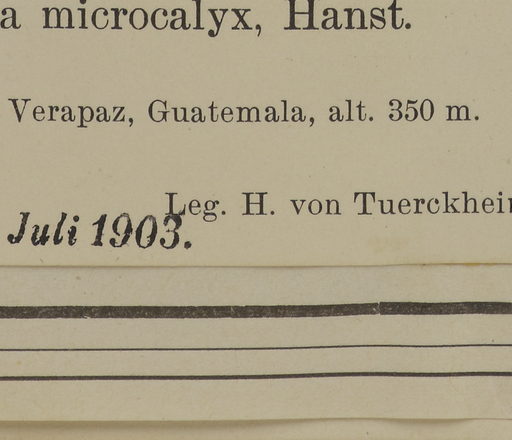 a microcalyx, Hanst.
Verapaz, Guatemala, alt. 350 m.
Leg. H. von Tuerckhei
Juli 1903.